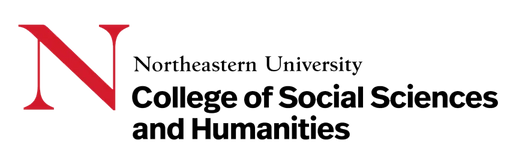 N
Northeastern University
College of Social Sciences
and Humanities